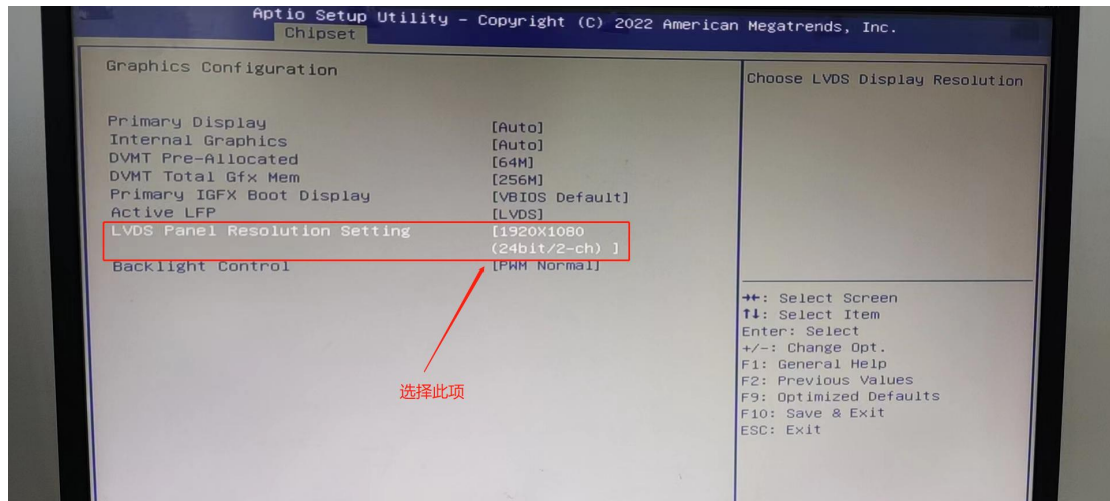 Aptio Setup Utility – Copyright (C) 2022 American Megatrends, Inc.
Chipset
Graphics Configuration
Primary Display [Auto]
Internal Graphics [Auto]
DVMT Pre-Allocated [64M]
DVMT Total Gfx Mem [256M]
Primary IGFX Boot Display [VBIOS Default]
Active LFP [LVDS]
LVDS Panel Resolution Setting [1920X1080
(24bit/2-ch) ]
Backlight Control [PWM Normal]
选择此项
Choose LVDS Display Resolution
→←: Select Screen
↑↓: Select Item
Enter: Select
+/-: Change Opt.
F1: General Help
F2: Previous Values
F9: Optimized Defaults
F10: Save & Exit
ESC: Exit